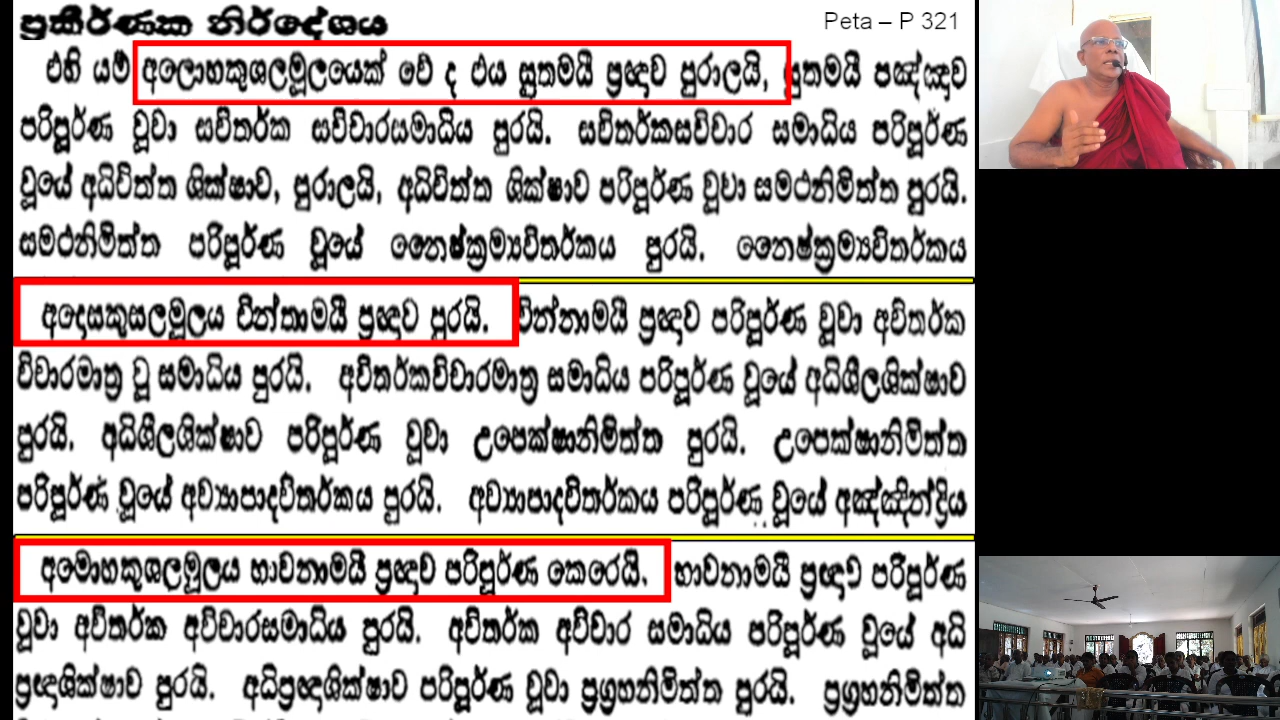 ප්‍රකීර්ණක නිර්දේශය
Peta – P 321
එහි යම් අලොභකුශලමූලයෙක් වේ ද එය සුතමයී ප්‍රඥාව පුරාලයි, සුතමයී පඤ්ඤාව
පරිපූර්ණ වූවා සවිතර්ක සවිචාරසමාධිය පුරයි. සවිතර්කසවිචාර සමාධිය පරිපූර්ණ
වූයේ අධිචිත්ත ශික්ෂාව, පුරාලයි, අධිචිත්ත ශික්ෂාව පරිපූර්ණ වූවා සමථනිමිත්ත පුරයි.
සමථනිමිත්ත පරිපූර්ණ වූයේ නෛෂ්ක්‍රම්‍යවිතර්කය පුරයි. නෛෂ්ක්‍රම්‍යවිතර්කය
අදොසකුසලමූලය චින්තාමයී ප්‍රඥාව පුරයි. චින්තාමයී ප්‍රඥාව පරිපූර්ණ වූවා අවිතර්ක
විචාරමාත්‍ර වූ සමාධිය පුරයි. අවිතර්කවිචාරමාත්‍ර සමාධිය පරිපූර්ණ වූයේ අධිශීලශික්ෂාව
පුරයි. අධිශීලශික්ෂාව පරිපූර්ණ වූවා උපෙක්ෂානිමිත්ත පුරයි. උපෙක්ෂානිමිත්ත
පරිපූර්ණ වූයේ අව්‍යාපාදවිතර්කය පුරයි. අව්‍යාපාදවිතර්කය පරිපූර්ණ වූයේ අඤ්ඤින්ද්‍රිය
අමොහකුශලමූලය භාවනාමයී ප්‍රඥාව පරිපූර්ණ කෙරෙයි. භාවනාමයී ප්‍රඥාව පරිපූර්ණ
වූවා අවිතර්ක අවිචාරසමාධිය පුරයි. අවිතර්ක අවිචාර සමාධිය පරිපූර්ණ වූයේ අධි
ප්‍රඥාශික්ෂාව පුරයි. අධිප්‍රඥාශික්ෂාව පරිපූර්ණ වූවා ප්‍රග්‍රහනිමිත්ත පුරයි. ප්‍රග්‍රහනිමිත්ත